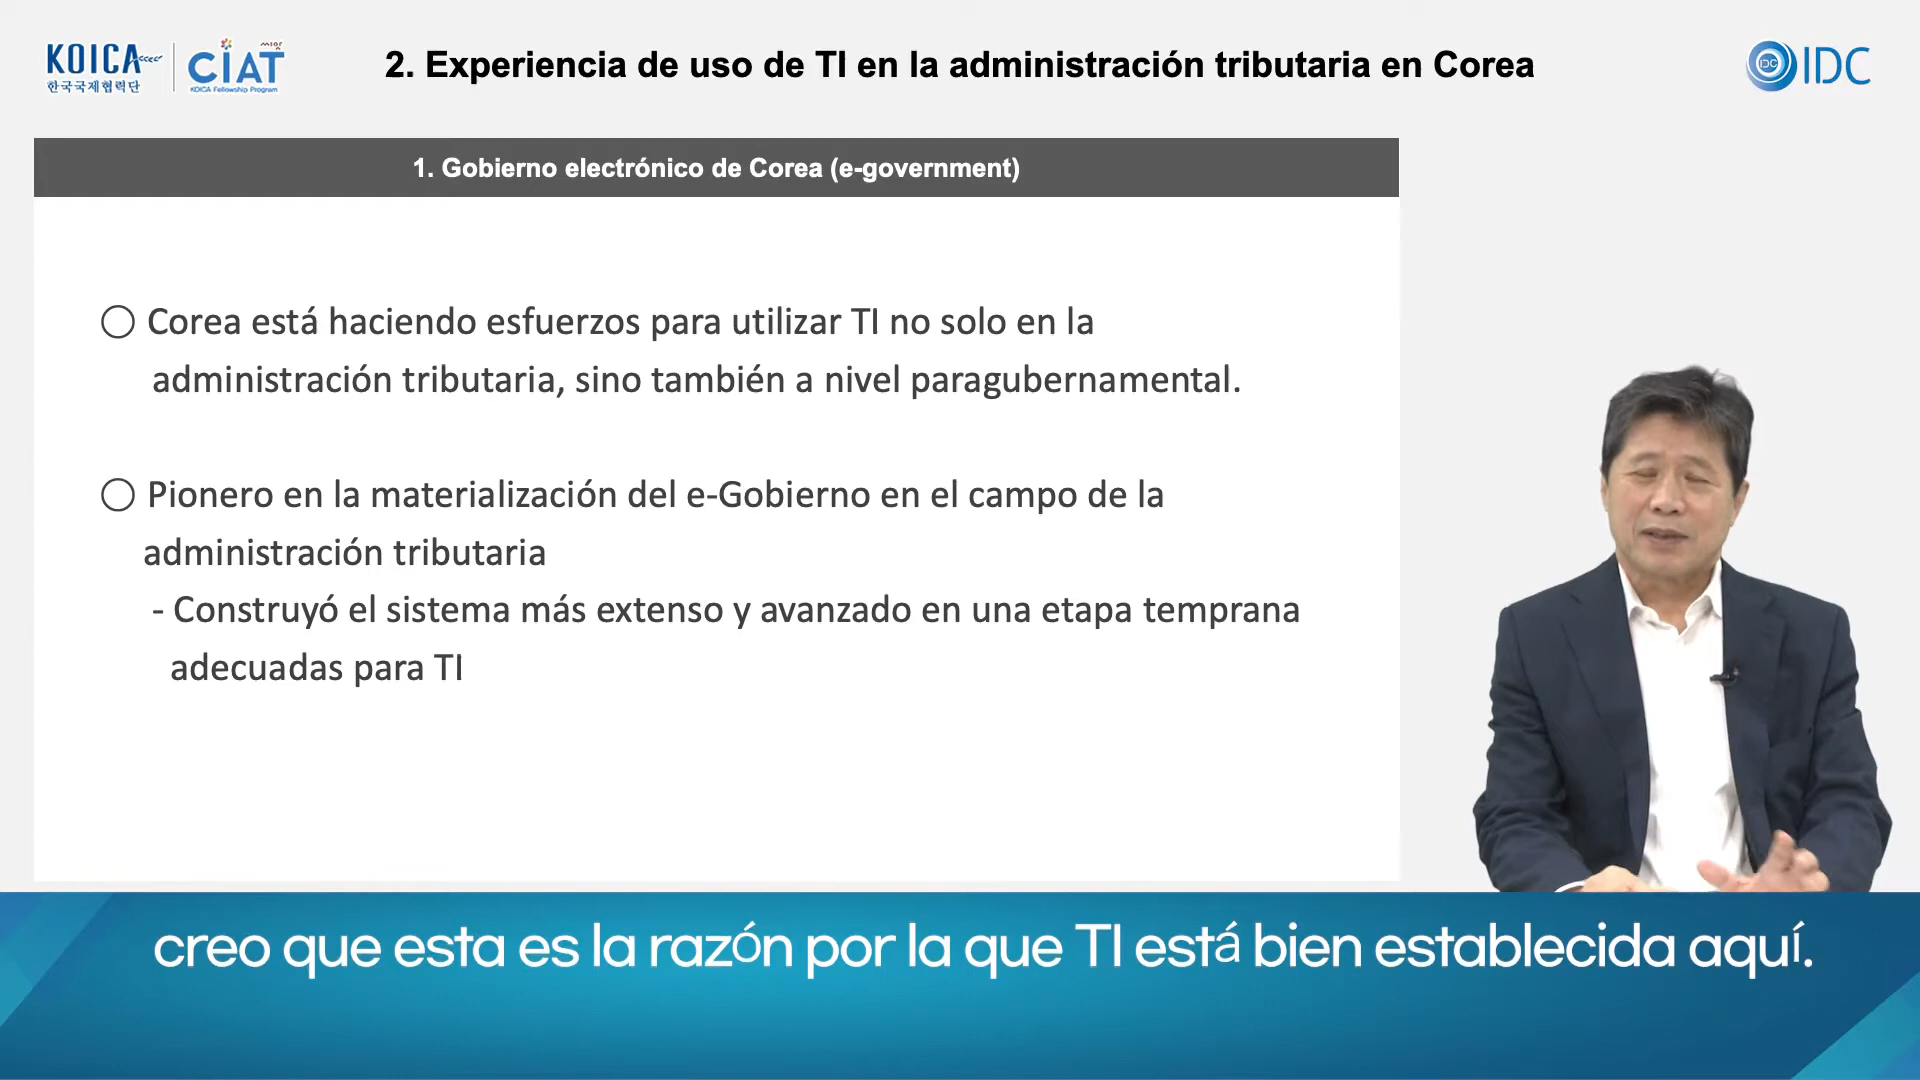 KOICA
한국국제협력단
CIAT
KOICA Fellowship Program
2. Experiencia de uso de TI en la administración tributaria en Corea
IDC
IDC
1. Gobierno electrónico de Corea (e-government)
○ Corea está haciendo esfuerzos para utilizar TI no solo en la
administración tributaria, sino también a nivel paragubernamental.
○ Pionero en la materialización del e-Gobierno en el campo de la
administración tributaria
- Construyó el sistema más extenso y avanzado en una etapa temprana
adecuadas para TI
creo que esta es la razón por la que TI está bien establecida aquí.